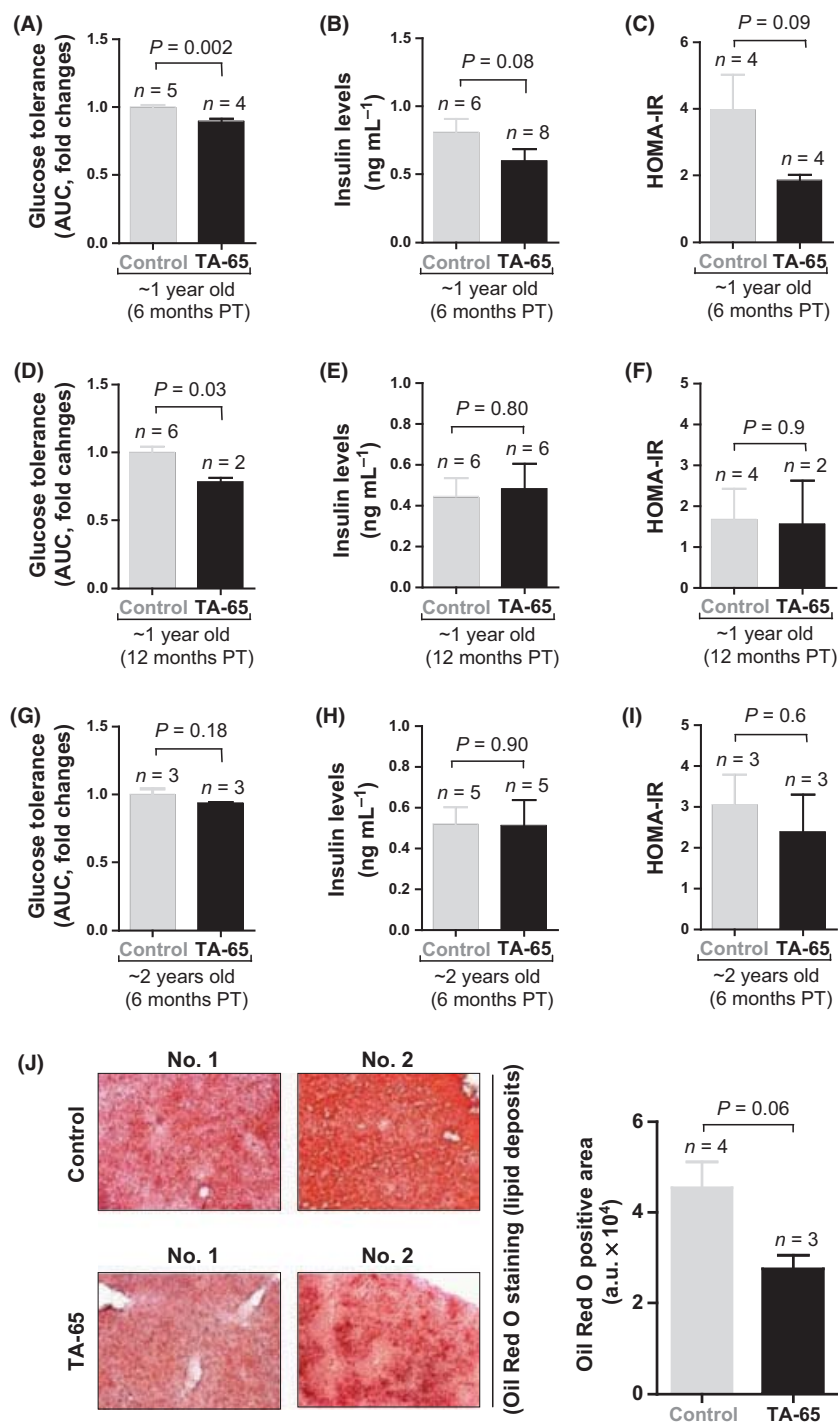 (A)
Glucose tolerance
(AUC, fold changes)
1.5
1.0
0.5
0.0
P = 0.002
n = 5
n = 4
Control TA-65
~1 year old
(6 months PT)
(B)
Insulin levels
(ng mL⁻¹)
1.5
1.0
0.5
0.0
P = 0.08
n = 6
n = 8
Control TA-65
~1 year old
(6 months PT)
(C)
HOMA-IR
6
4
2
0
P = 0.09
n = 4
n = 4
Control TA-65
~1 year old
(6 months PT)
(D)
Glucose tolerance
(AUC, fold cahnges)
1.5
1.0
0.5
0.0
P = 0.03
n = 6
n = 2
Control TA-65
~1 year old
(12 months PT)
(E)
Insulin levels
(ng mL⁻¹)
1.0
0.8
0.6
0.4
0.2
0.0
P = 0.80
n = 6
n = 6
Control TA-65
~1 year old
(12 months PT)
(F)
HOMA-IR
5
4
3
2
1
0
P = 0.9
n = 4
n = 2
Control TA-65
~1 year old
(12 months PT)
(G)
Glucose tolerance
(AUC, fold changes)
1.5
1.0
0.5
0.0
P = 0.18
n = 3
n = 3
Control TA-65
~2 years old
(6 months PT)
(H)
Insulin levels
(ng mL⁻¹)
1.0
0.8
0.6
0.4
0.2
0.0
P = 0.90
n = 5
n = 5
Control TA-65
~2 years old
(6 months PT)
(I)
HOMA-IR
5
4
3
2
1
0
P = 0.6
n = 3
n = 3
Control TA-65
~2 years old
(6 months PT)
(J)
No. 1
No. 2
Control
No. 1
No. 2
TA-65
(Oil Red O staining (lipid deposits)
Oil Red O positive area
(a.u. × 10⁴)
6
4
2
0
P = 0.06
n = 4
n = 3
Control TA-65